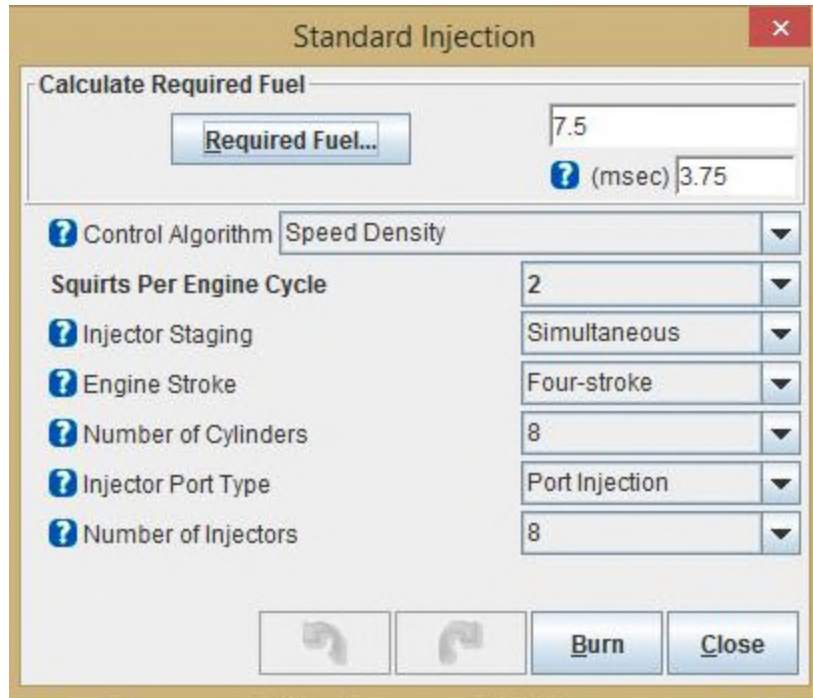 Standard Injection
Calculate Required Fuel
Required Fuel... 7.5
? (msec) 3.75
? Control Algorithm Speed Density
Squirts Per Engine Cycle 2
? Injector Staging Simultaneous
? Engine Stroke Four-stroke
? Number of Cylinders 8
? Injector Port Type Port Injection
? Number of Injectors 8
Burn Close